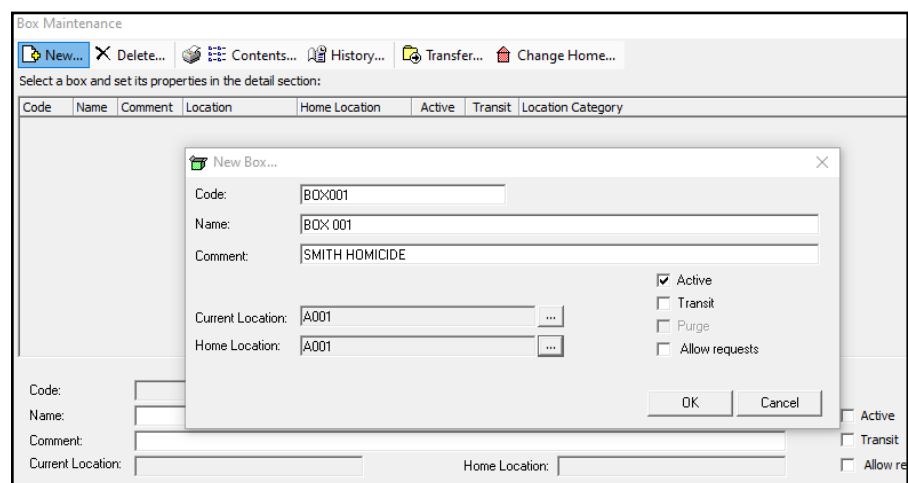 Box Maintenance
New... Delete... Contents... History... Transfer... Change Home...
Select a box and set its properties in the detail section:
Code Name Comment Location Home Location Active Transit Location Category
New Box...
Code: BOX001
Name: BOX 001
Comment: SMITH HOMICIDE
Active
Transit
Current Location: A001 ...
Purge
Home Location: A001 ...
Allow requests
OK Cancel
Code:
Name: Active
Comment: Transit
Current Location: Home Location: Allow re